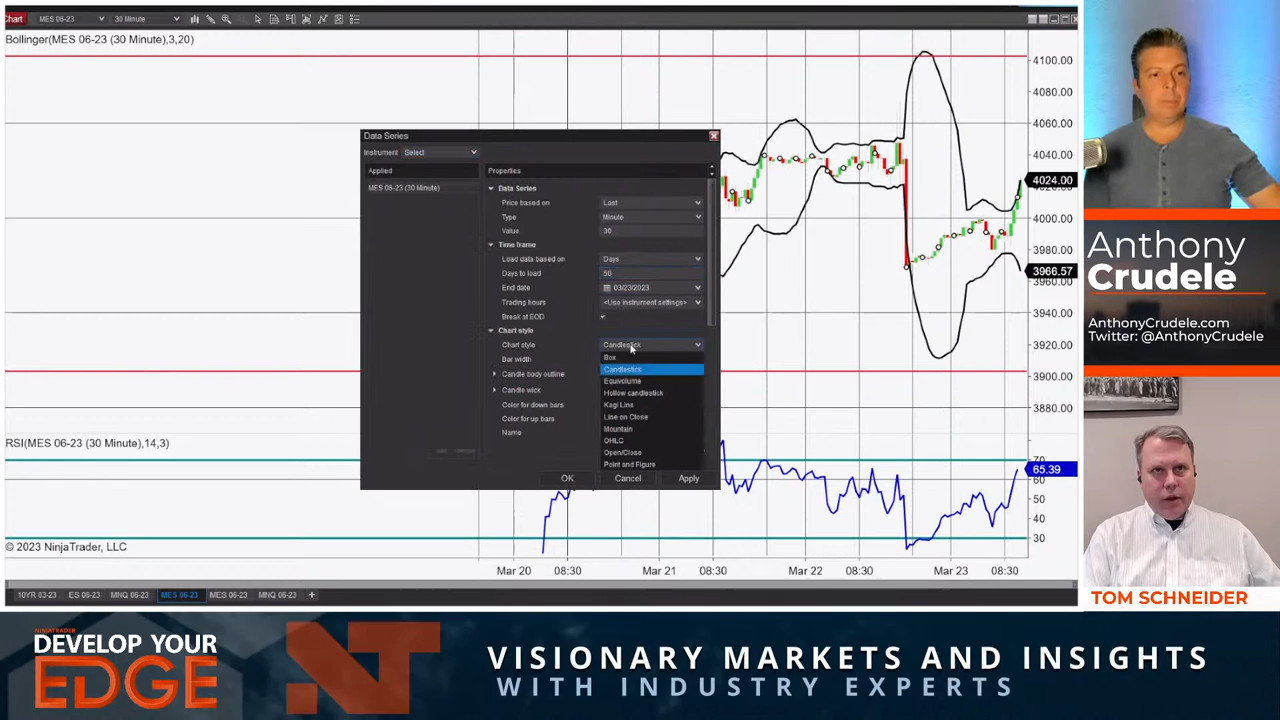 Chart MES 06-23 30 Minute
Bollinger(MES 06-23 (30 Minute),3,20)
4100.00
4080.00
4060.00
4040.00
4024.00
4000.00
3980.00
3966.57
3960.00
3940.00
3920.00
3900.00
3880.00
Data Series
Instrument Select
Applied
MES 06-23 (30 Minute)
Properties
Data Series
Price based on Last
Type Minute
Value 30
Time frame
Load data based on Days
Days to load 50
End date 03/23/2023
Trading hours <Use instrument settings>
Break at EOD
Chart style
Chart style Candlestick
Bar width
Candle body outline
Candle wick
Color for down bars
Color for up bars
Name
Box
Candlestick
Equivolume
Hollow candlestick
Kagi Line
Line on Close
Mountain
OHLC
Open/Close
Point and Figure
OK Cancel Apply
RSI(MES 06-23 (30 Minute),14,3)
70
65.39
60
50
40
30
© 2023 NinjaTrader, LLC
Mar 20 08:30 Mar 21 08:30 Mar 22 08:30 Mar 23 08:30
10YR 03-23 ES 06-23 MNQ 06-23 MES 06-23 MES 06-23 MNQ 06-23 +
Anthony
Crudele
AnthonyCrudele.com
Twitter: @AnthonyCrudele
TOM SCHNEIDER
NINJATRADER
DEVELOP YOUR
EDGE
VISIONARY MARKETS AND INSIGHTS
WITH INDUSTRY EXPERTS